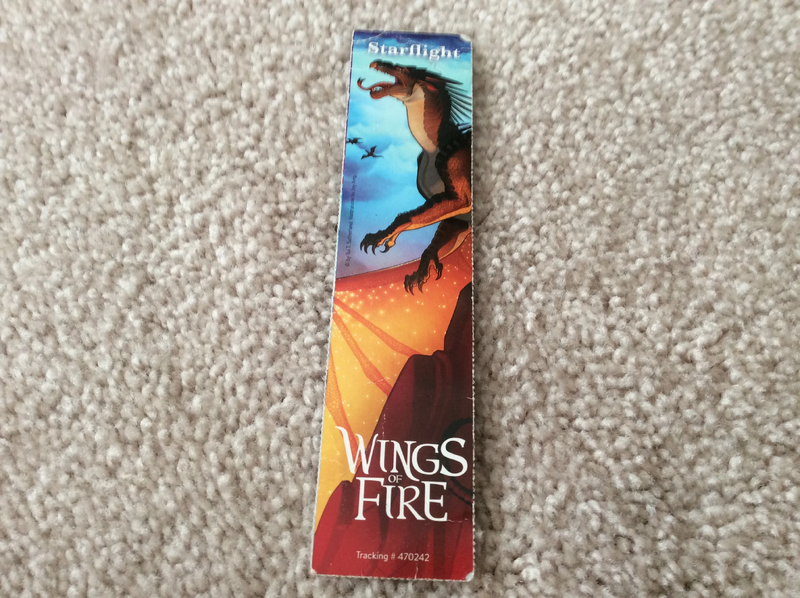 Starflight
WINGS
OF
FIRE
Tracking # 470242